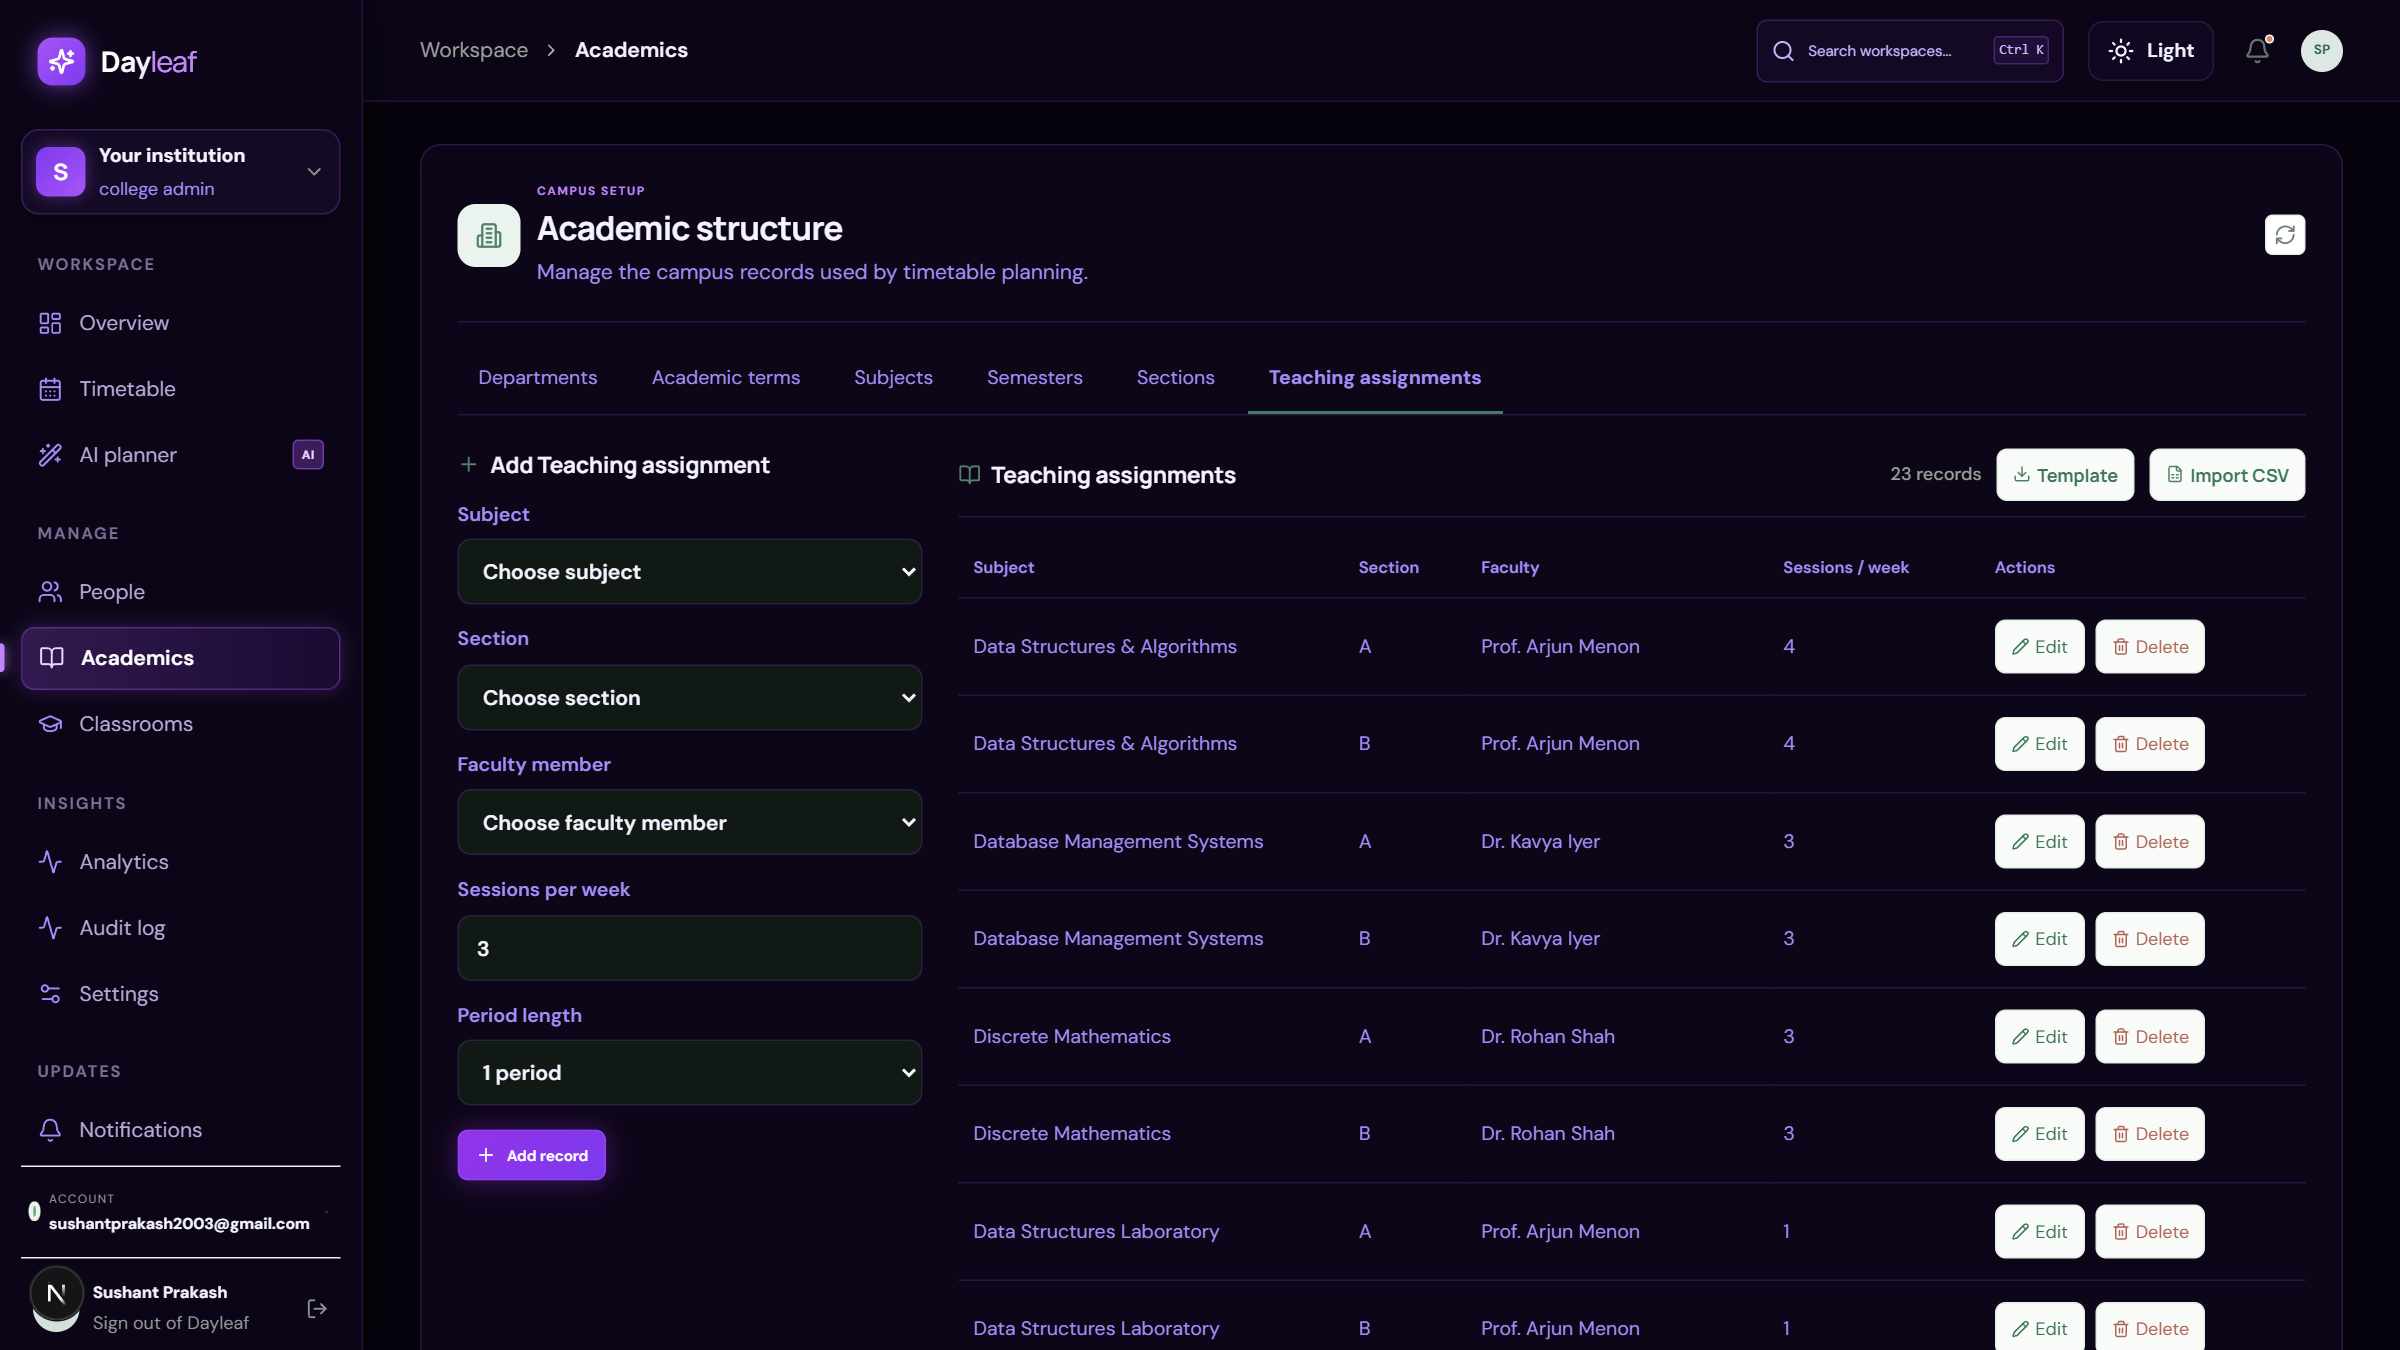 Dayleaf
S
Your institution
college admin
WORKSPACE
Overview
Timetable
AI planner
AI
MANAGE
People
Academics
Classrooms
INSIGHTS
Analytics
Audit log
Settings
UPDATES
Notifications
ACCOUNT
sushantprakash2003@gmail.com
N
Sushant Prakash
Sign out of Dayleaf
Workspace > Academics
Search workspaces...
Ctrl K
Light
SP
CAMPUS SETUP
Academic structure
Manage the campus records used by timetable planning.
Departments Academic terms Subjects Semesters Sections Teaching assignments
Add Teaching assignment
Subject
Choose subject
Section
Choose section
Faculty member
Choose faculty member
Sessions per week
3
Period length
1 period
Add record
Teaching assignments
23 records
Template
Import CSV
Subject Section Faculty Sessions / week Actions
Data Structures & Algorithms A Prof. Arjun Menon 4 Edit Delete
Data Structures & Algorithms B Prof. Arjun Menon 4 Edit Delete
Database Management Systems A Dr. Kavya Iyer 3 Edit Delete
Database Management Systems B Dr. Kavya Iyer 3 Edit Delete
Discrete Mathematics A Dr. Rohan Shah 3 Edit Delete
Discrete Mathematics B Dr. Rohan Shah 3 Edit Delete
Data Structures Laboratory A Prof. Arjun Menon 1 Edit Delete
Data Structures Laboratory B Prof. Arjun Menon 1 Edit Delete